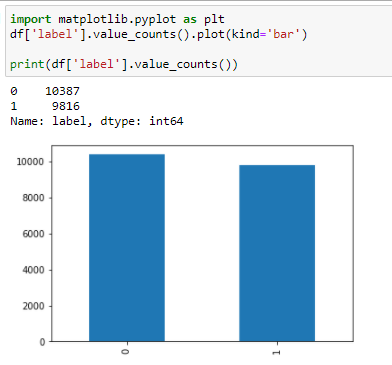 import matplotlib.pyplot as plt
df['label'].value_counts().plot(kind='bar')
print(df['label'].value_counts())
0    10387
1     9816
Name: label, dtype: int64
10000
8000
6000
4000
2000
0
0
1